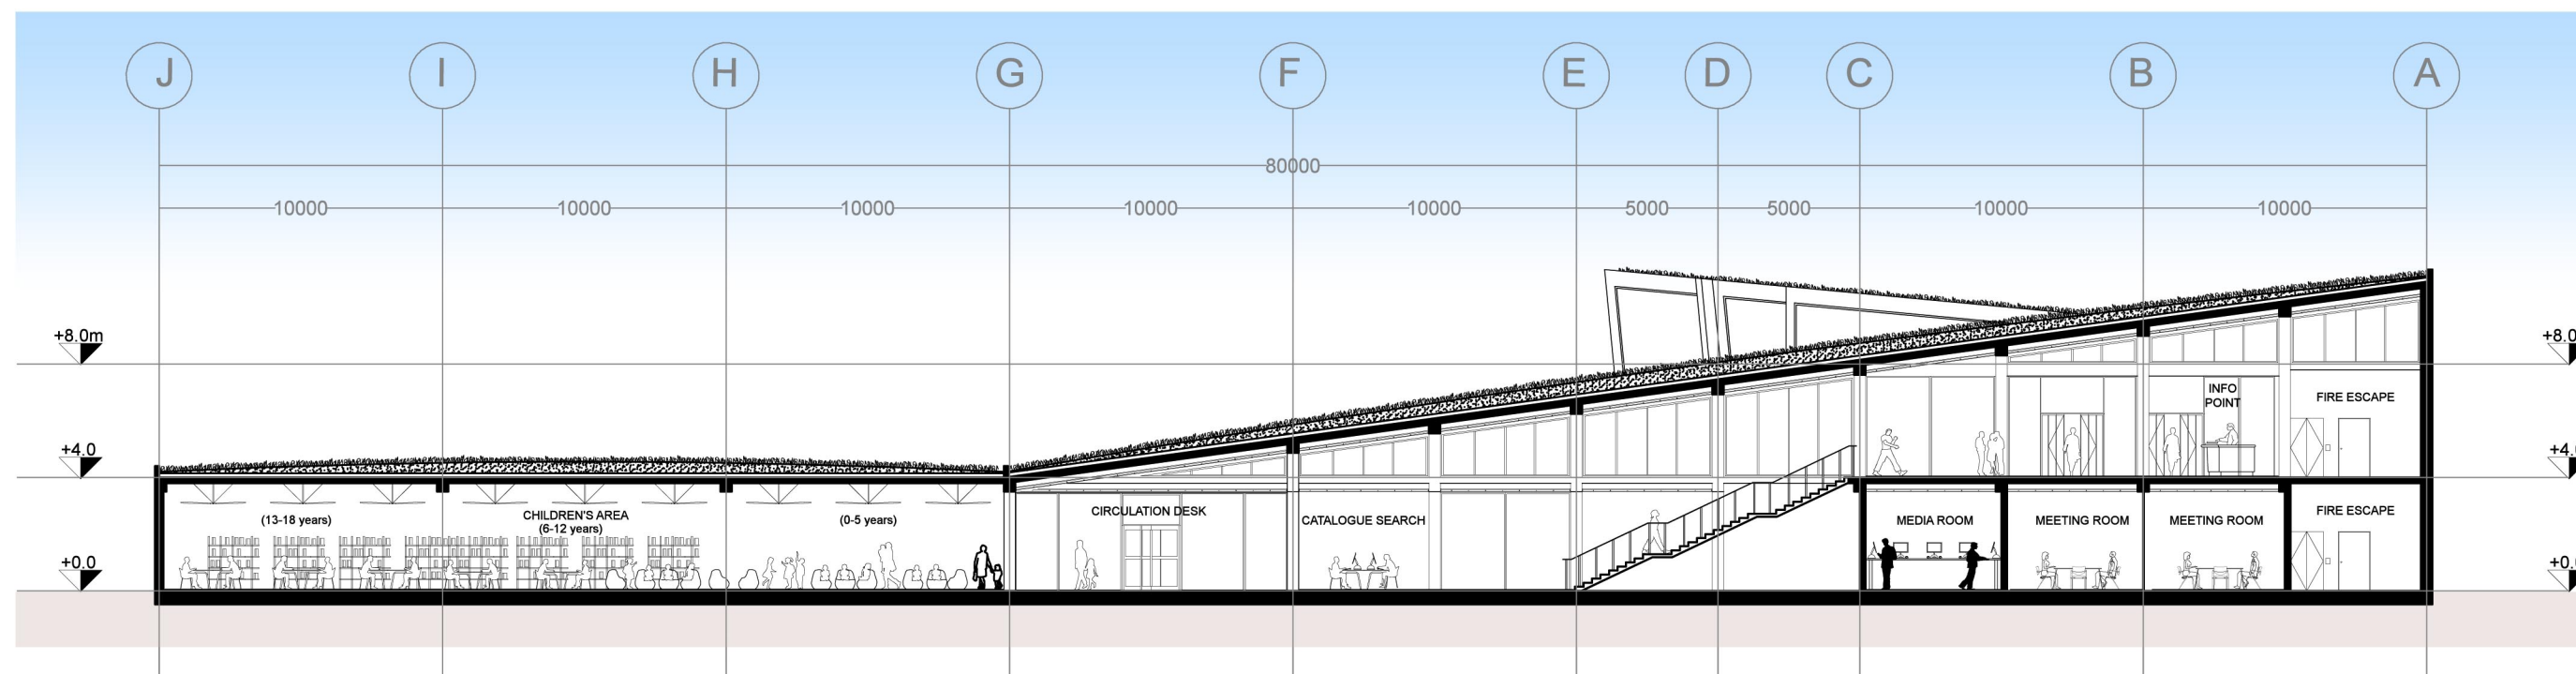 J I H G F E D C B A
80000
10000 10000 10000 10000 10000 5000 5000 10000 10000
+8.0m +8.0
+4.0 +4.
+0.0 +0.
INFO
POINT
FIRE ESCAPE
(13-18 years)
CHILDREN'S AREA
(6-12 years)
(0-5 years)
CIRCULATION DESK
CATALOGUE SEARCH
MEDIA ROOM
MEETING ROOM
MEETING ROOM
FIRE ESCAPE